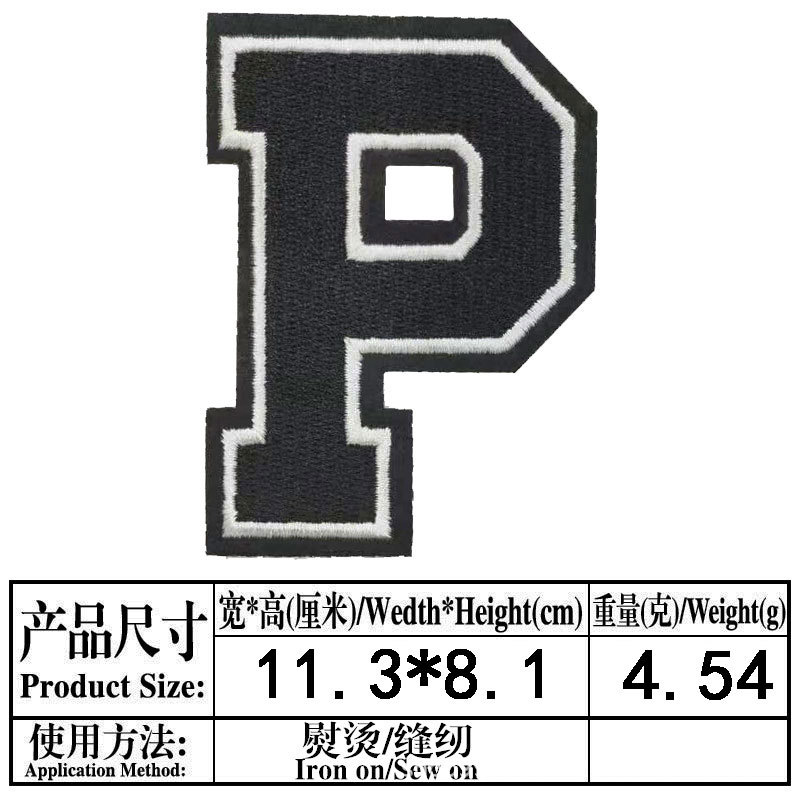 P
产品尺寸
Product Size:
宽*高(厘米)/Wedth*Height(cm)
重量(克)/Weight(g)
11.3*8.1
4.54
使用方法:
Application Method:
熨烫/缝纫
Iron on/Sew on